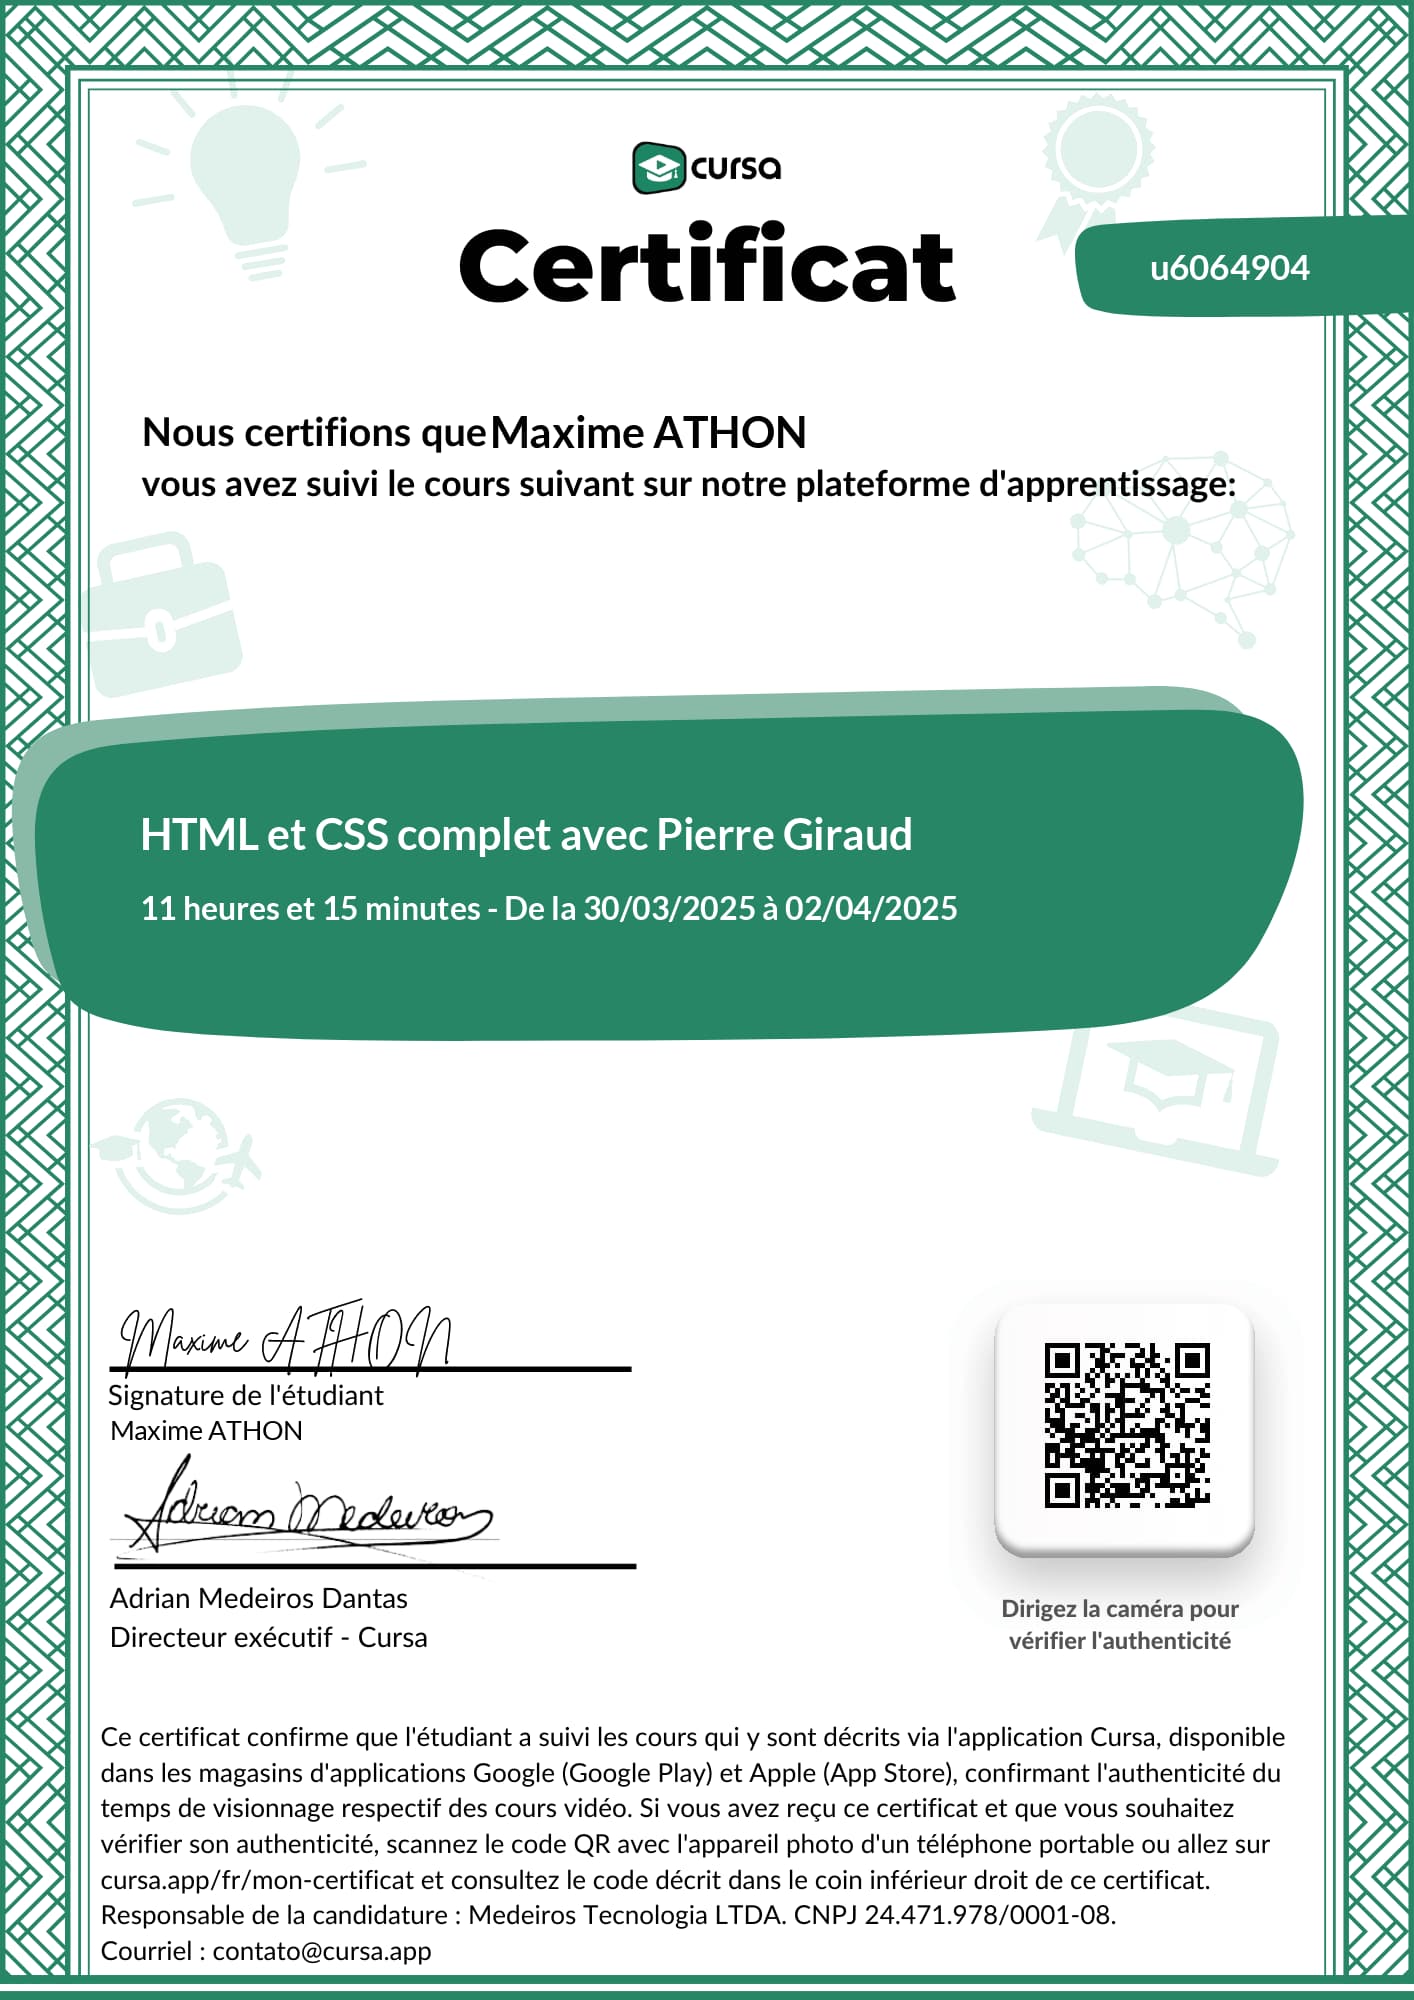 cursa
Certificat
u6064904
Nous certifions que Maxime ATHON
vous avez suivi le cours suivant sur notre plateforme d'apprentissage:
HTML et CSS complet avec Pierre Giraud
11 heures et 15 minutes - De la 30/03/2025 à 02/04/2025
Maxime ATHON
Signature de l'étudiant
Maxime ATHON
Adrian Medeiros
Adrian Medeiros Dantas
Directeur exécutif - Cursa
Dirigez la caméra pour
vérifier l'authenticité
Ce certificat confirme que l'étudiant a suivi les cours qui y sont décrits via l'application Cursa, disponible
dans les magasins d'applications Google (Google Play) et Apple (App Store), confirmant l'authenticité du
temps de visionnage respectif des cours vidéo. Si vous avez reçu ce certificat et que vous souhaitez
vérifier son authenticité, scannez le code QR avec l'appareil photo d'un téléphone portable ou allez sur
cursa.app/fr/mon-certificat et consultez le code décrit dans le coin inférieur droit de ce certificat.
Responsable de la candidature : Medeiros Tecnologia LTDA. CNPJ 24.471.978/0001-08.
Courriel : contato@cursa.app